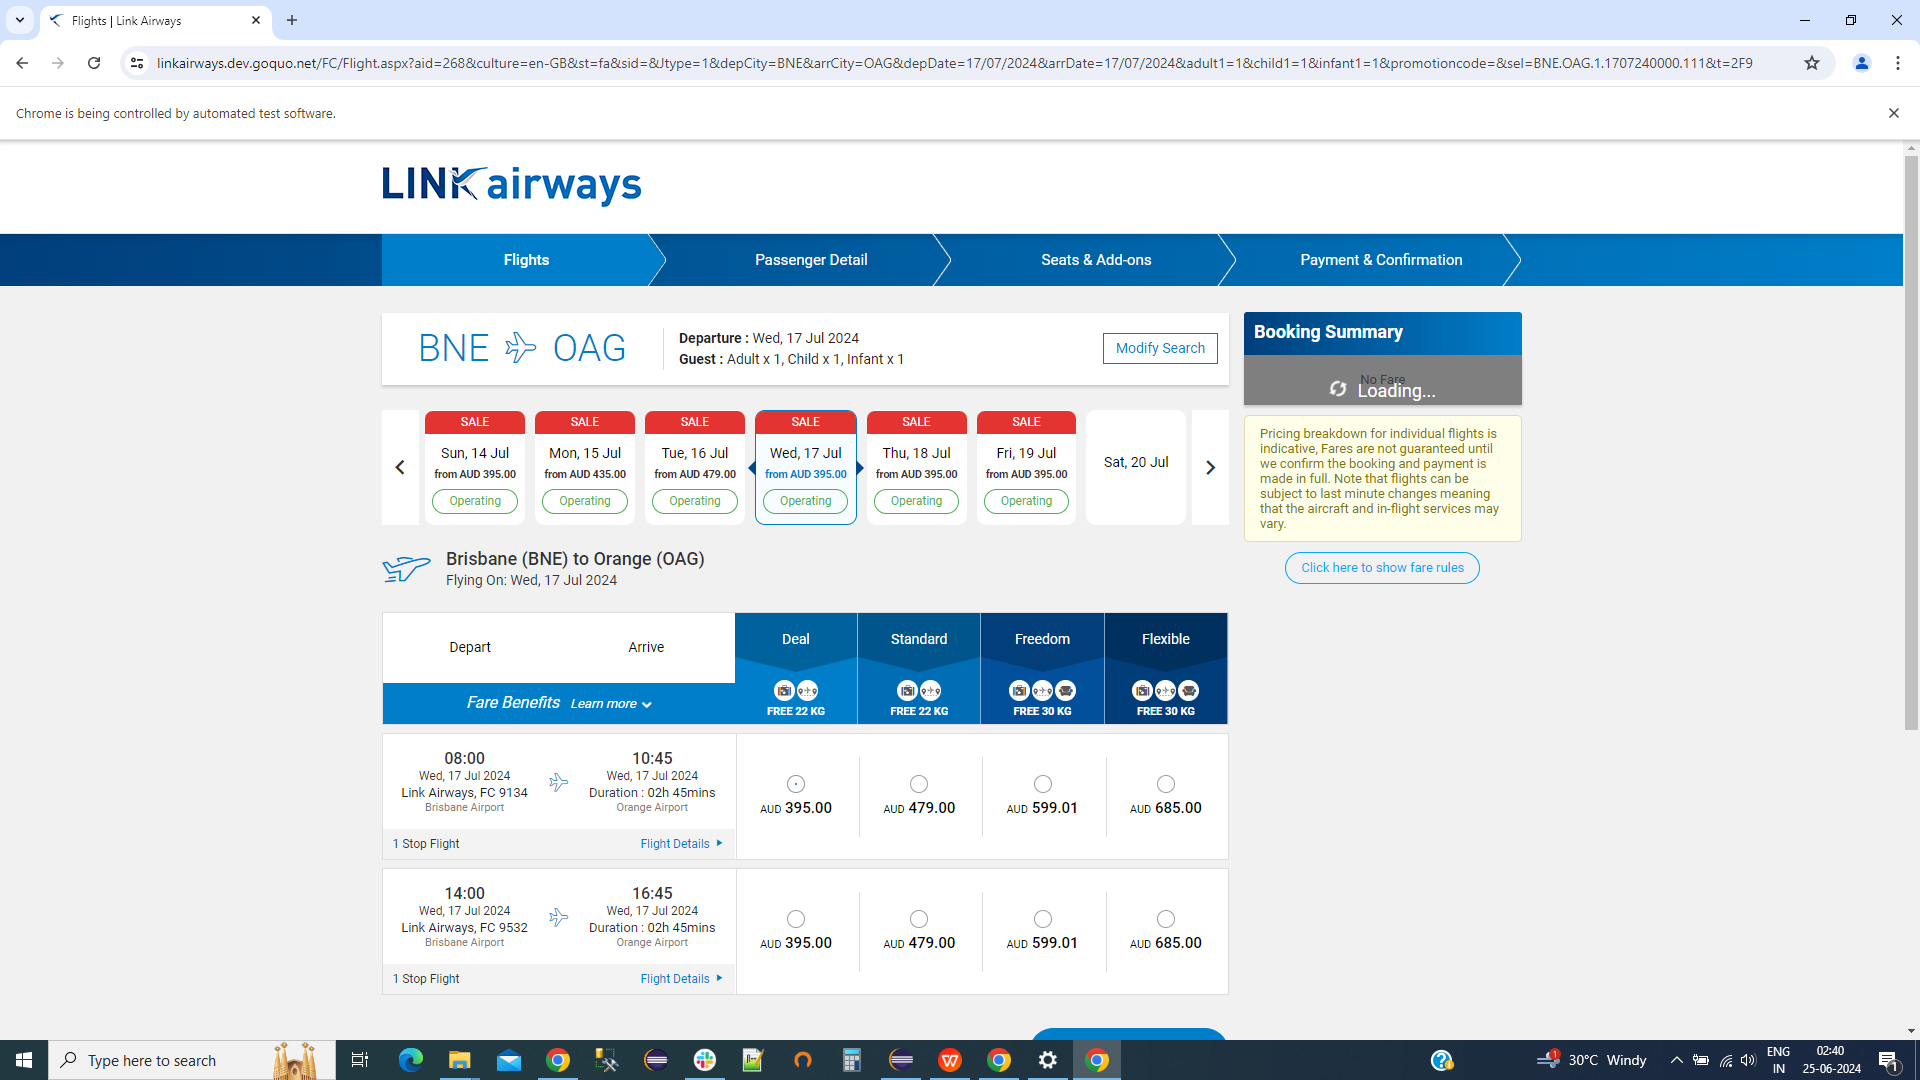 Flights | Link Airways
linkairways.dev.goquo.net/FC/Flight.aspx?aid=268&culture=en-GB&st=fa&sid=&Jtype=1&depCity=BNE&arrCity=OAG&depDate=17/07/2024&arrDate=17/07/2024&adult1=1&child1=1&infant1=1&promotioncode=&sel=BNE.OAG.1.1707240000.111&t=2F9
Chrome is being controlled by automated test software.
LINK airways
Flights
Passenger Detail
Seats & Add-ons
Payment & Confirmation
BNE OAG
Departure : Wed, 17 Jul 2024
Guest : Adult x 1, Child x 1, Infant x 1
Modify Search
Booking Summary
No Fare
Loading...
SALE SALE SALE SALE SALE SALE
Sun, 14 Jul Mon, 15 Jul Tue, 16 Jul Wed, 17 Jul Thu, 18 Jul Fri, 19 Jul Sat, 20 Jul
from AUD 395.00 from AUD 435.00 from AUD 479.00 from AUD 395.00 from AUD 395.00 from AUD 395.00
Operating Operating Operating Operating Operating Operating
Pricing breakdown for individual flights is
indicative, Fares are not guaranteed until
we confirm the booking and payment is
made in full. Note that flights can be
subject to last minute changes meaning
that the aircraft and in-flight services may
vary.
Click here to show fare rules
Brisbane (BNE) to Orange (OAG)
Flying On: Wed, 17 Jul 2024
Depart Arrive Deal Standard Freedom Flexible
Fare Benefits Learn more
FREE 22 KG FREE 22 KG FREE 30 KG FREE 30 KG
08:00 10:45
Wed, 17 Jul 2024 Wed, 17 Jul 2024
Link Airways, FC 9134 Duration : 02h 45mins
Brisbane Airport Orange Airport
AUD 395.00 AUD 479.00 AUD 599.01 AUD 685.00
1 Stop Flight Flight Details
14:00 16:45
Wed, 17 Jul 2024 Wed, 17 Jul 2024
Link Airways, FC 9532 Duration : 02h 45mins
Brisbane Airport Orange Airport
AUD 395.00 AUD 479.00 AUD 599.01 AUD 685.00
1 Stop Flight Flight Details
Type here to search
1
30°C Windy
ENG
IN
02:40
25-06-2024
1